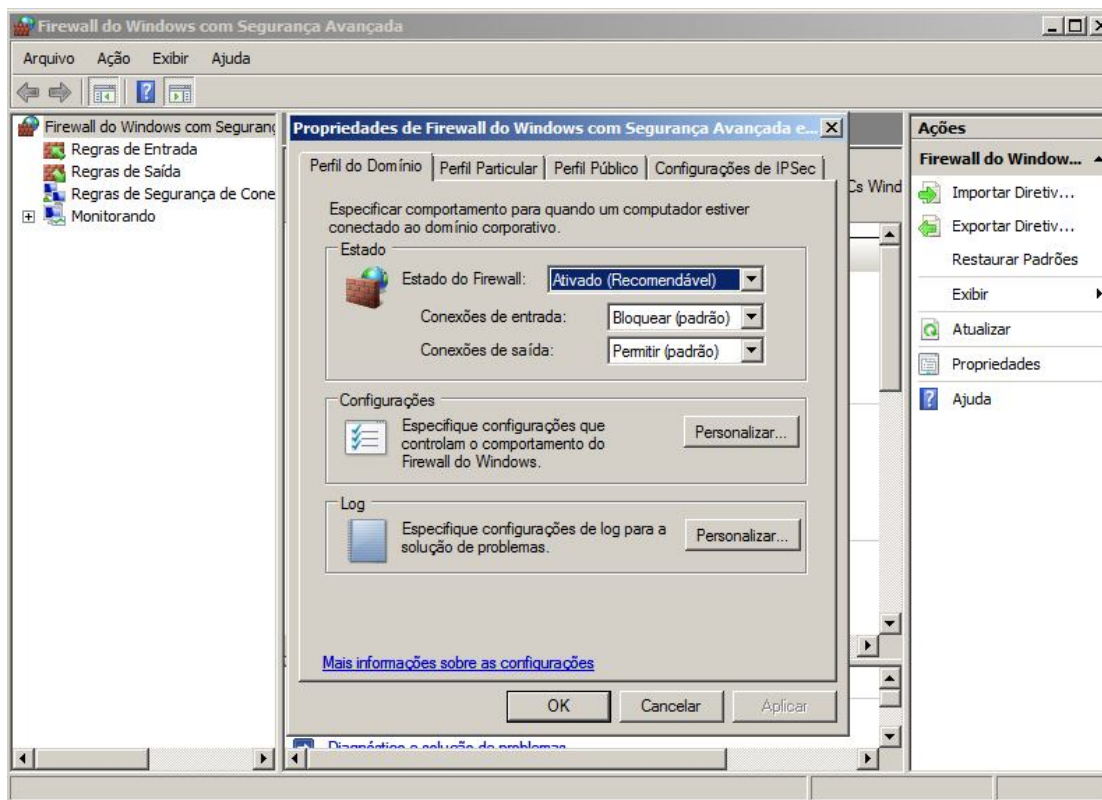 Firewall do Windows com Segurança Avançada
Arquivo Ação Exibir Ajuda
Firewall do Windows com Seguranç
Regras de Entrada
Regras de Saída
Regras de Segurança de Cone
Monitorando
Propriedades de Firewall do Windows com Segurança Avançada e...
Perfil do Domínio Perfil Particular Perfil Público Configurações de IPSec
Especificar comportamento para quando um computador estiver
conectado ao domínio corporativo.
Estado
Estado do Firewall: Ativado (Recomendável)
Conexões de entrada: Bloquear (padrão)
Conexões de saída: Permitir (padrão)
Configurações
Especifique configurações que
controlam o comportamento do
Firewall do Windows.
Personalizar...
Log
Especifique configurações de log para a
solução de problemas.
Personalizar...
Mais informações sobre as configurações
OK Cancelar Aplicar
Cs Wind
Diagnóstico e solução de problemas
Ações
Firewall do Window...
Importar Diretiv...
Exportar Diretiv...
Restaurar Padrões
Exibir
Atualizar
Propriedades
Ajuda